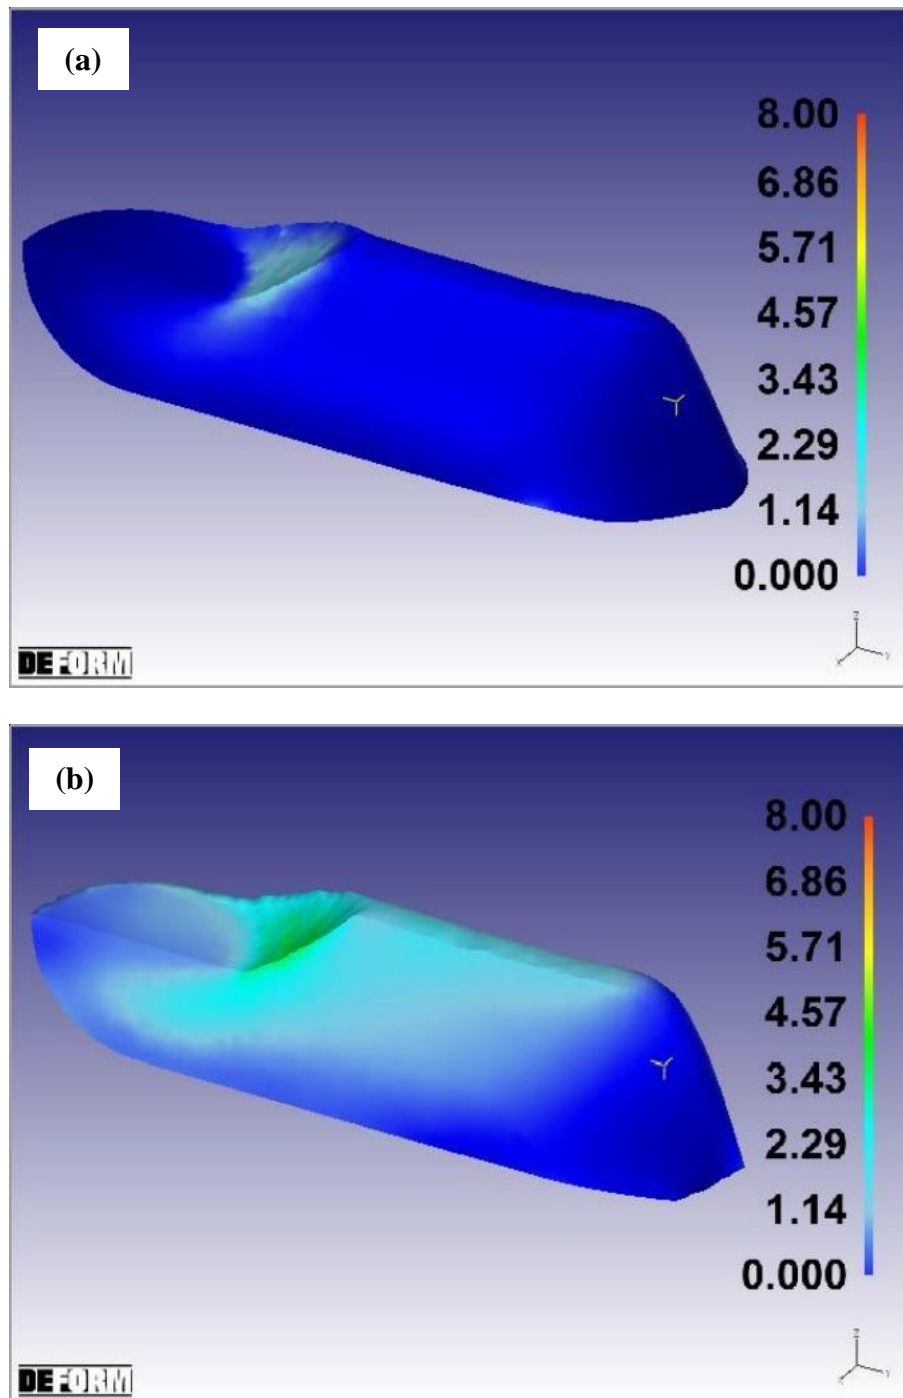 (a)
8.00
6.86
5.71
4.57
3.43
2.29
1.14
0.000
Z
X
Y
DEFORM
(b)
8.00
6.86
5.71
4.57
3.43
2.29
1.14
0.000
Z
X
Y
DEFORM